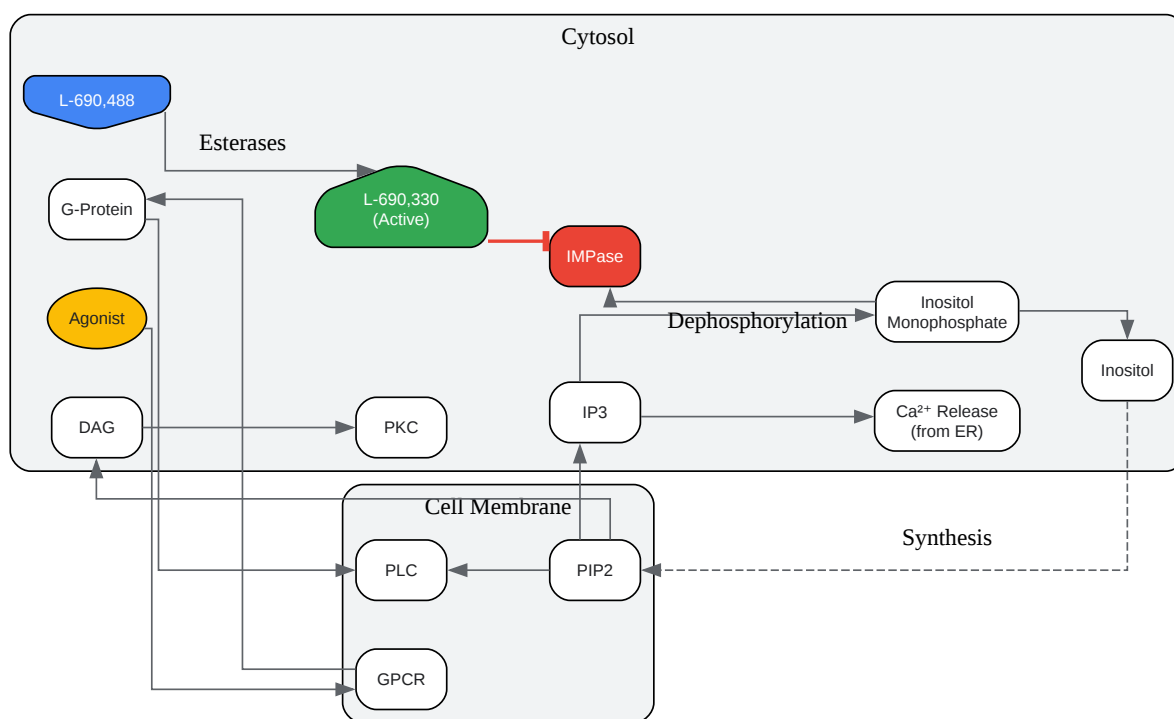 Cytosol
L-690,488
Esterases
L-690,330
(Active)
G-Protein
IMPase
Agonist
Inositol
Monophosphate
Dephosphorylation
Inositol
DAG
PKC
IP3
Ca²⁺ Release
(from ER)
Cell Membrane
Synthesis
PLC
PIP2
GPCR